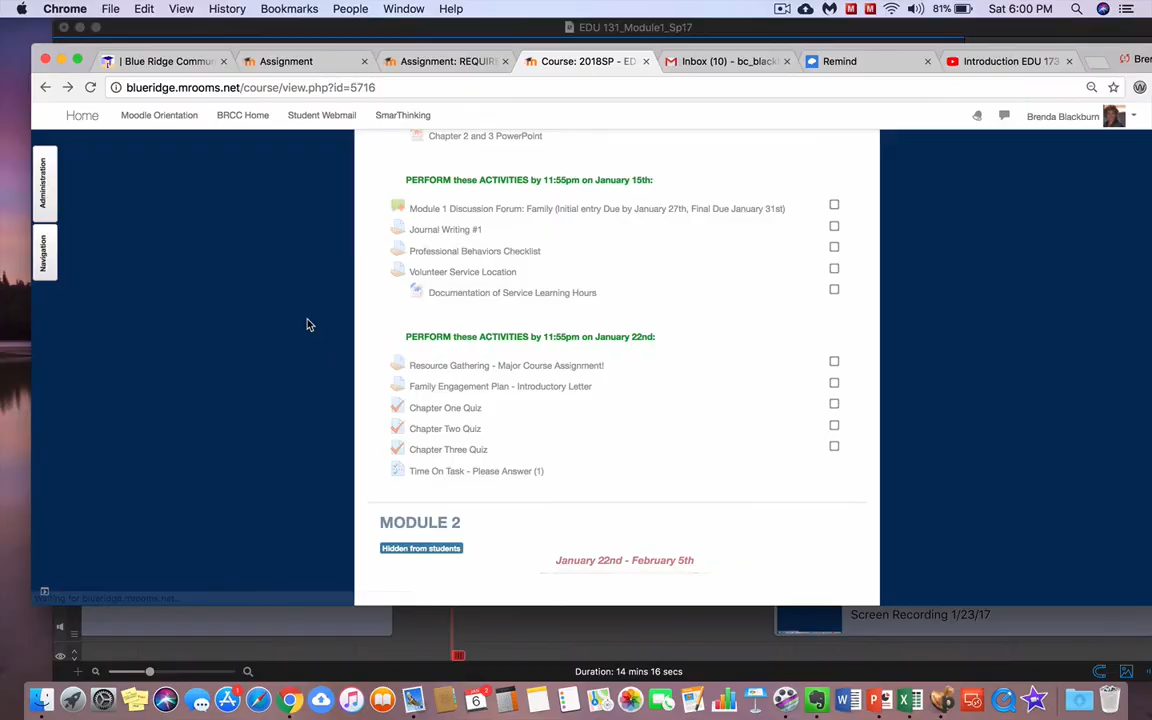 Chrome File Edit View History Bookmarks People Window Help 81% Sat 6:00 PM
EDU 131_Module1_Sp17
| Blue Ridge Commu Assignment Assignment: REQUIRE Course: 2018SP - ED Inbox (10) - bc_black Remind Introduction EDU 173 Bren
blueridge.mrooms.net/course/view.php?id=5716
Home Moodle Orientation BRCC Home Student Webmail SmarThinking Brenda Blackburn
Chapter 2 and 3 PowerPoint
Administration
PERFORM these ACTIVITIES by 11:55pm on January 15th:
Module 1 Discussion Forum: Family (Initial entry Due by January 27th, Final Due January 31st)
Journal Writing #1
Navigation
Professional Behaviors Checklist
Volunteer Service Location
Documentation of Service Learning Hours
PERFORM these ACTIVITIES by 11:55pm on January 22nd:
Resource Gathering - Major Course Assignment!
Family Engagement Plan - Introductory Letter
Chapter One Quiz
Chapter Two Quiz
Chapter Three Quiz
Time On Task - Please Answer (1)
MODULE 2
Hidden from students
January 22nd - February 5th
Waiting for blueridge.mrooms.net...
Screen Recording 1/23/17
Duration: 14 mins 16 secs